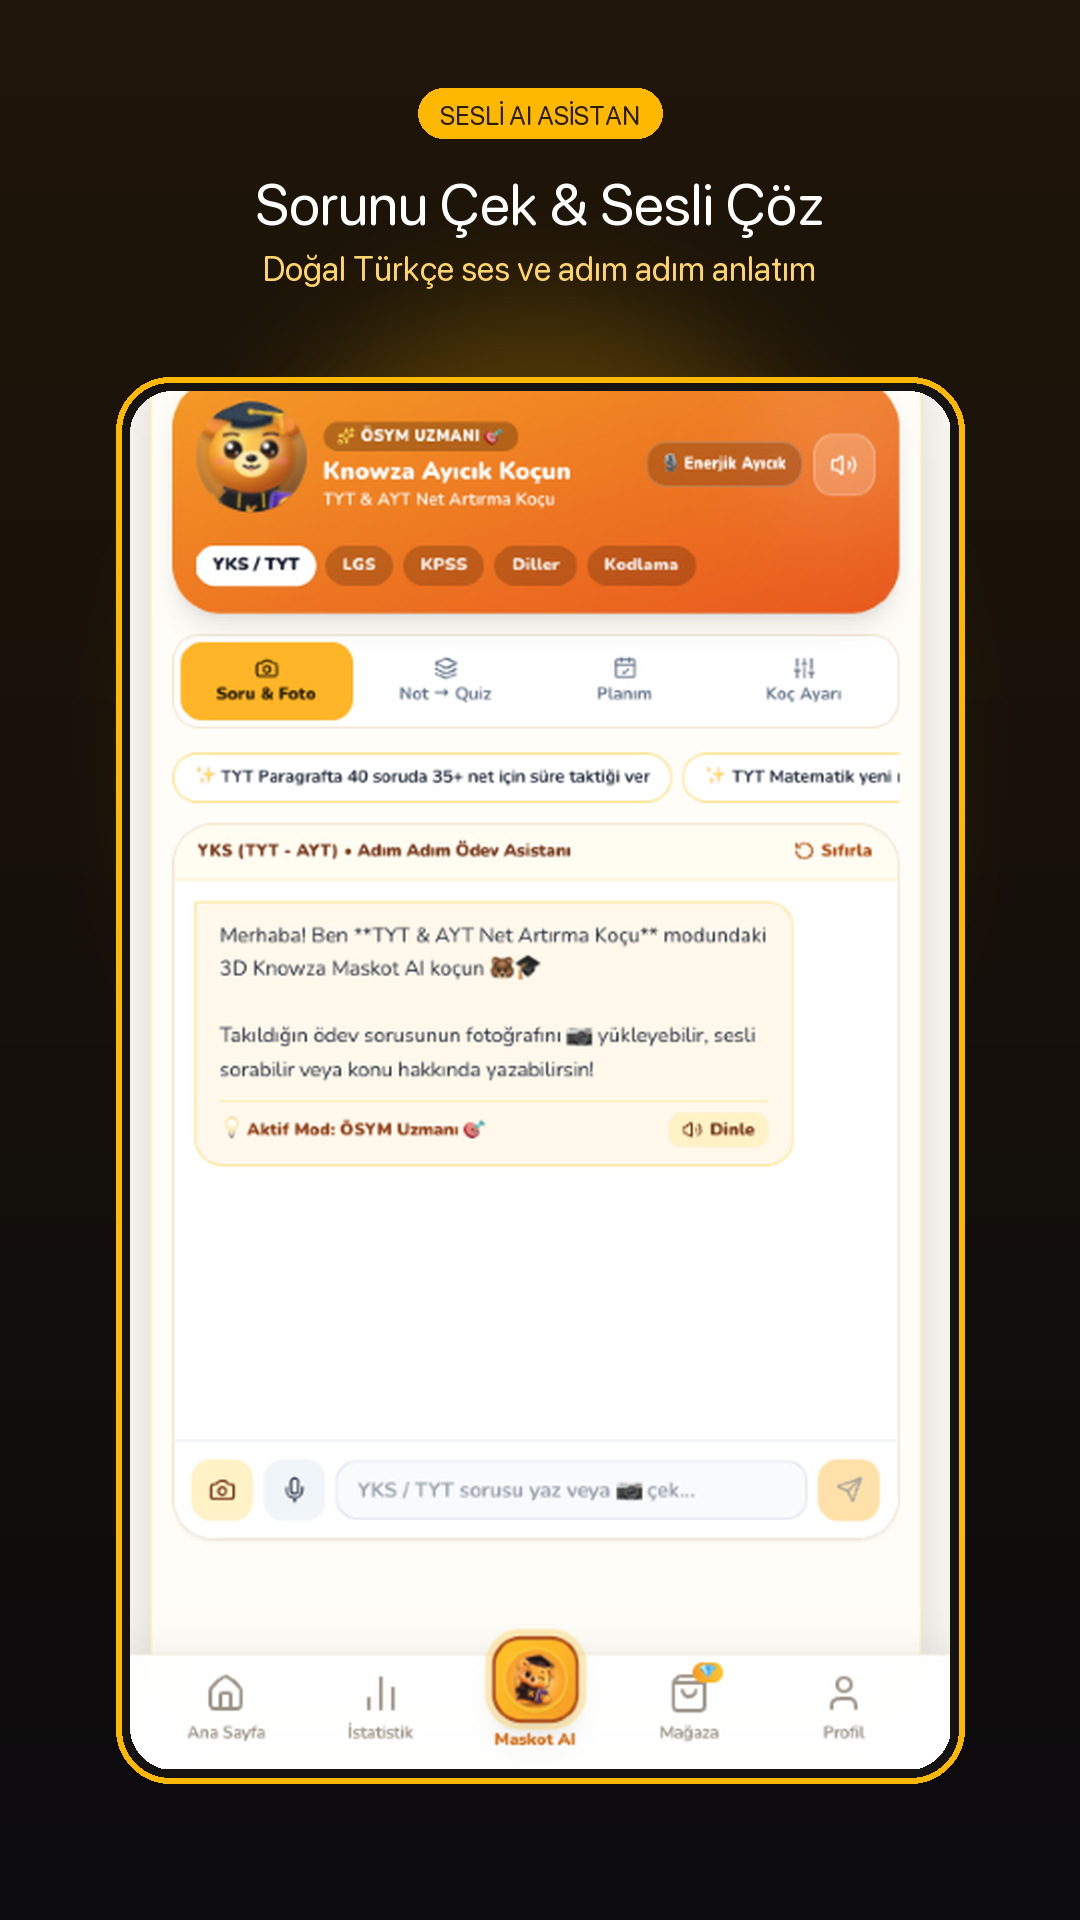 SESLİ AI ASİSTAN
Sorunu Çek & Sesli Çöz
Doğal Türkçe ses ve adım adım anlatım
ÖSYM UZMANI
Knowza Ayıcık Koçun
TYT & AYT Net Artırma Koçu
Enerjik Ayıcık
YKS / TYT LGS KPSS Diller Kodlama
Soru & Foto Not → Quiz Planım Koç Ayarı
TYT Paragrafta 40 soruda 35+ net için süre taktiği ver TYT Matematik yeni
YKS (TYT - AYT) • Adım Adım Ödev Asistanı Sıfırla
Merhaba! Ben **TYT & AYT Net Artırma Koçu** modundaki
3D Knowza Maskot AI koçun 🐻🎓
Takıldığın ödev sorusunun fotoğrafını 📷 yükleyebilir, sesli
sorabilir veya konu hakkında yazabilirsin!
Aktif Mod: ÖSYM Uzmanı 🎯 Dinle
YKS / TYT sorusu yaz veya 📷 çek...
Ana Sayfa İstatistik Maskot AI Mağaza Profil